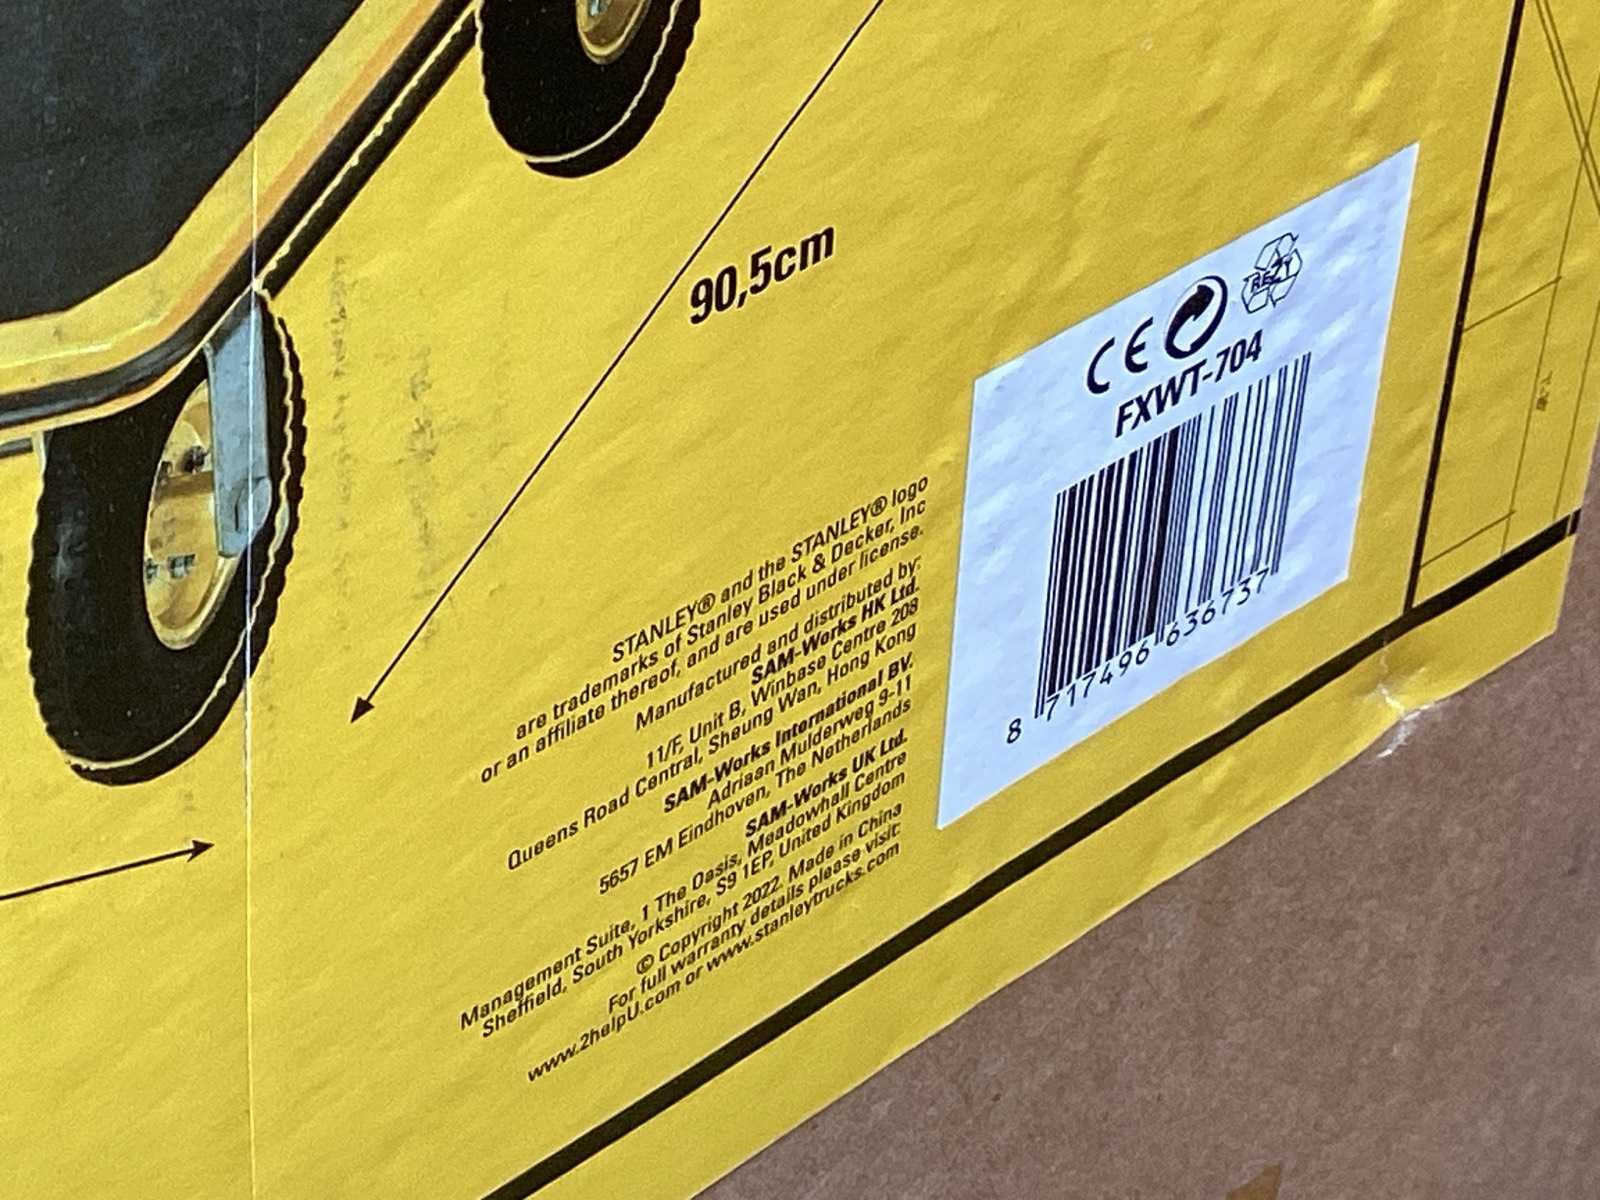 90,5cm
STANLEY® and the STANLEY® logo
are trademarks of Stanley Black & Decker, Inc
or an affiliate thereof, and are used under license.
Manufactured and distributed by:
SAM-Works HK Ltd.
11/F, Unit B, Winbase Centre 208
Queens Road Central, Sheung Wan, Hong Kong
SAM-Works International BV.
Adriaan Mulderweg 9-11
5657 EM Eindhoven, The Netherlands
SAM-Works UK Ltd.
Management Suite, 1 The Oasis, Meadowhall Centre
Sheffield, South Yorkshire, S9 1EP, United Kingdom
© Copyright 2022. Made in China
For full warranty details please visit:
www.2helpU.com or www.stanleytrucks.com
CE
REZY
FXWT-704
8 717496 636737